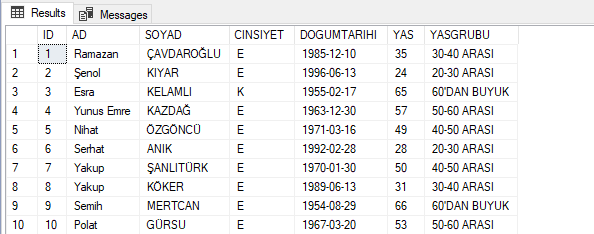 Results Messages
ID AD SOYAD CINSIYET DOGUMTARIHI YAS YASGRUBU
1 1 Ramazan ÇAVDAROĞLU E 1985-12-10 35 30-40 ARASI
2 2 Şenol KIYAR E 1996-06-13 24 20-30 ARASI
3 3 Esra KELAMLI K 1955-02-17 65 60'DAN BUYUK
4 4 Yunus Emre KAZDAĞ E 1963-12-30 57 50-60 ARASI
5 5 Nihat ÖZGÖNCÜ E 1971-03-16 49 40-50 ARASI
6 6 Serhat ANIK E 1992-02-28 28 20-30 ARASI
7 7 Yakup ŞANLITÜRK E 1970-01-30 50 40-50 ARASI
8 8 Yakup KÖKER E 1989-06-13 31 30-40 ARASI
9 9 Semih MERTCAN E 1954-08-29 66 60'DAN BUYUK
10 10 Polat GÜRSU E 1967-03-20 53 50-60 ARASI